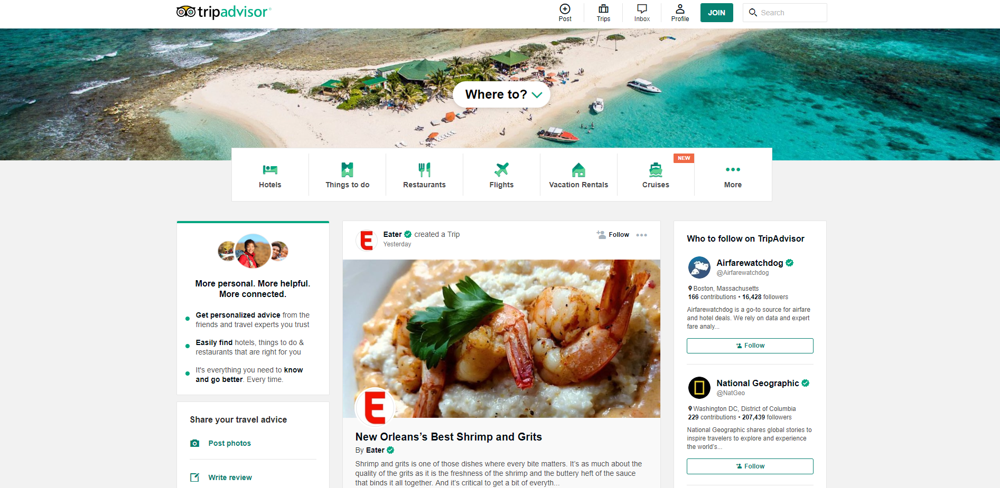 tripadvisor®
Post
Trips
Inbox
Profile
JOIN
Search
Where to?
Hotels
Things to do
Restaurants
Flights
Vacation Rentals
NEW
Cruises
More
More personal. More helpful.
More connected.
Get personalized advice from the
friends and travel experts you trust
Easily find hotels, things to do &
restaurants that are right for you
It's everything you need to know
and go better. Every time.
Share your travel advice
Post photos
Write review
E
Eater created a Trip
Yesterday
Follow
E
New Orleans’s Best Shrimp and Grits
By Eater
Shrimp and grits is one of those dishes where every bite matters. It’s as much about the
quality of the grits as it is the freshness of the shrimp and the buttery heft of the sauce
that binds it all together. And it’s critical to get a bit of everyth...
Who to follow on TripAdvisor
Airfarewatchdog
@Airfarewatchdog
Boston, Massachusetts
166 contributions • 16,428 followers
Airfarewatchdog is a go-to source for airfare
and hotel deals. We rely on data and expert
fare analy...
Follow
National Geographic
@NatGeo
Washington DC, District of Columbia
229 contributions • 207,439 followers
National Geographic shares global stories to
inspire travelers to explore and experience
the world’s...
Follow